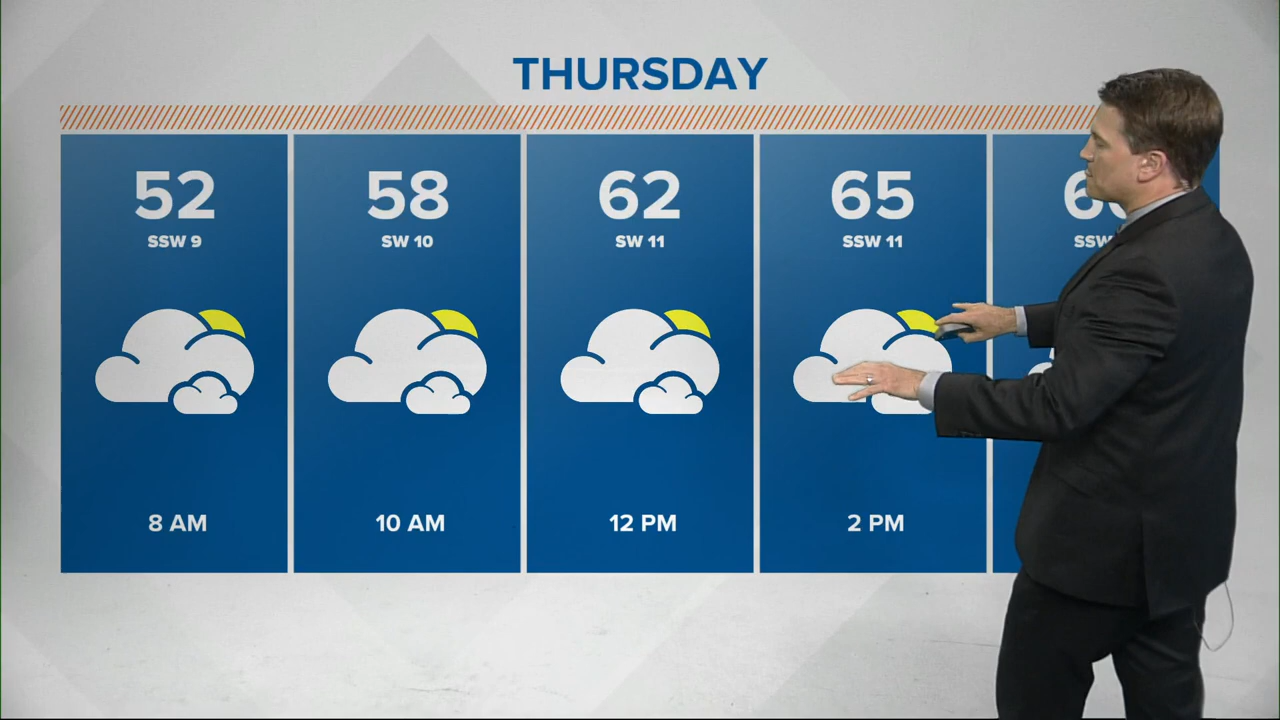 THURSDAY
52
SSW 9
8 AM
58
SW 10
10 AM
62
SW 11
12 PM
65
SSW 11
2 PM